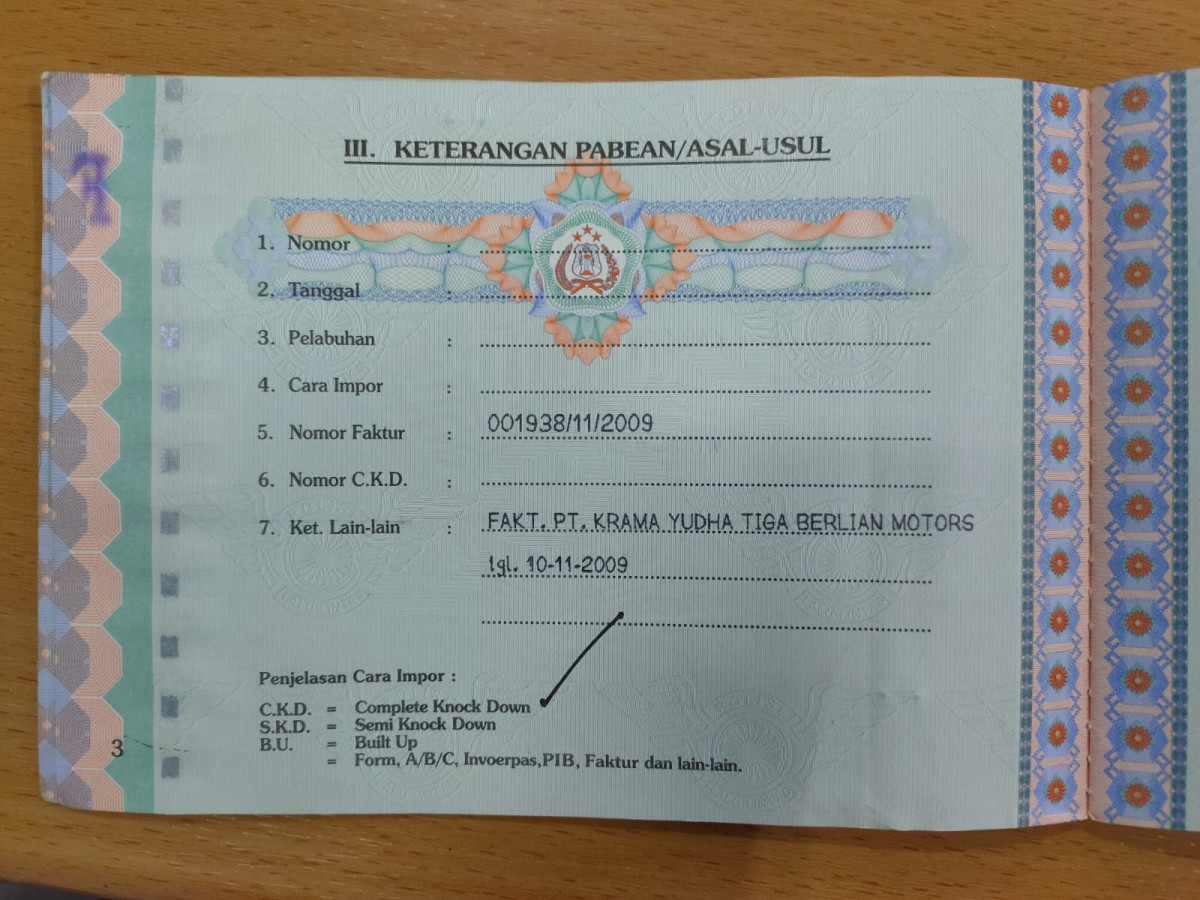 III. KETERANGAN PABEAN/ASAL-USUL
1. Nomor :
2. Tanggal :
3. Pelabuhan :
4. Cara Impor :
5. Nomor Faktur : 001938/11/2009
6. Nomor C.K.D. :
7. Ket. Lain-lain : FAKT. PT. KRAMA YUDHA TIGA BERLIAN MOTORS
tgl. 10-11-2009
Penjelasan Cara Impor :
C.K.D. = Complete Knock Down
S.K.D. = Semi Knock Down
B.U. = Built Up
= Form, A/B/C, Invoerpas,PIB, Faktur dan lain-lain.
3